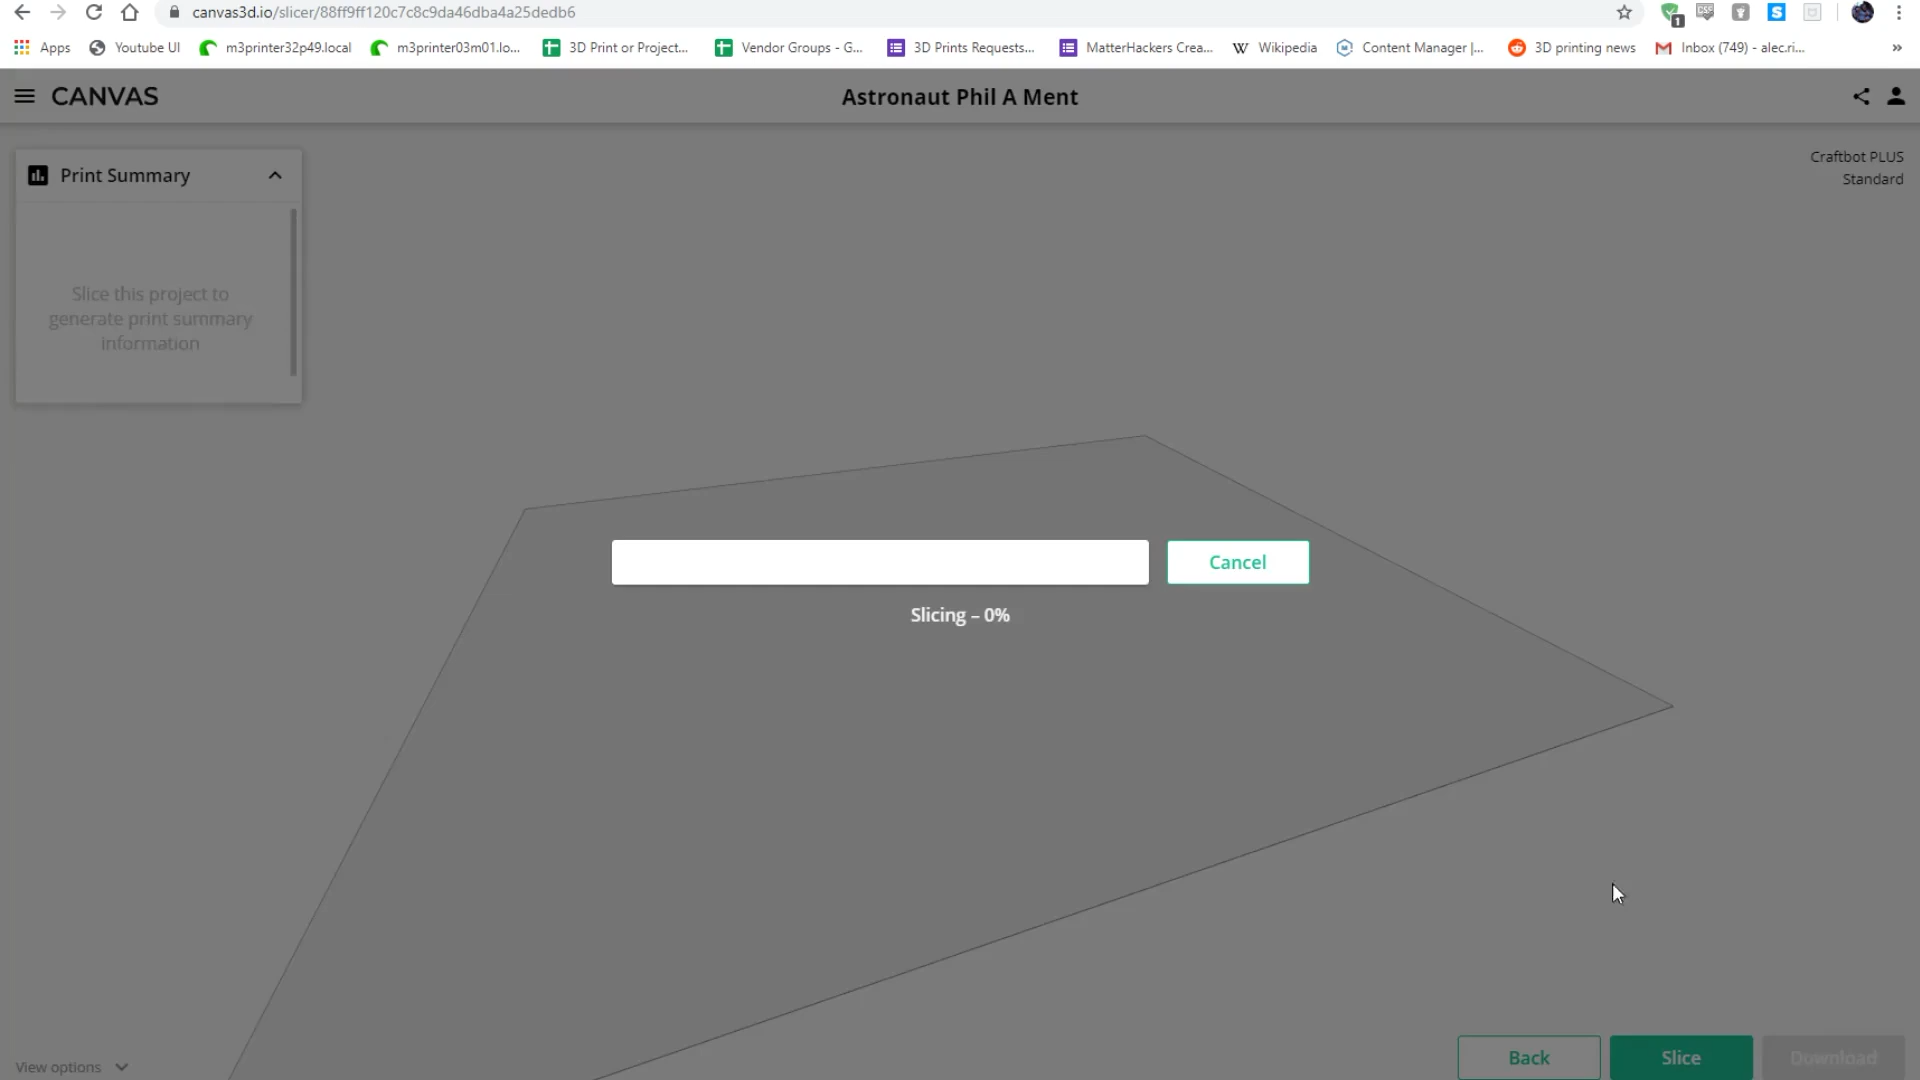 canvas3d.io/slicer/88ff9ff120c7c8c9da46dba4a25dedb6
1
Apps Youtube UI m3printer32p49.local m3printer03m01.lo... 3D Print or Project... Vendor Groups - G... 3D Prints Requests... MatterHackers Crea... W Wikipedia Content Manager |... 3D printing news Inbox (749) - alec.ri... »
CANVAS Astronaut Phil A Ment
Print Summary
Craftbot PLUS
Standard
Slice this project to
generate print summary
information
Cancel
Slicing – 0%
View options
Back Slice Download